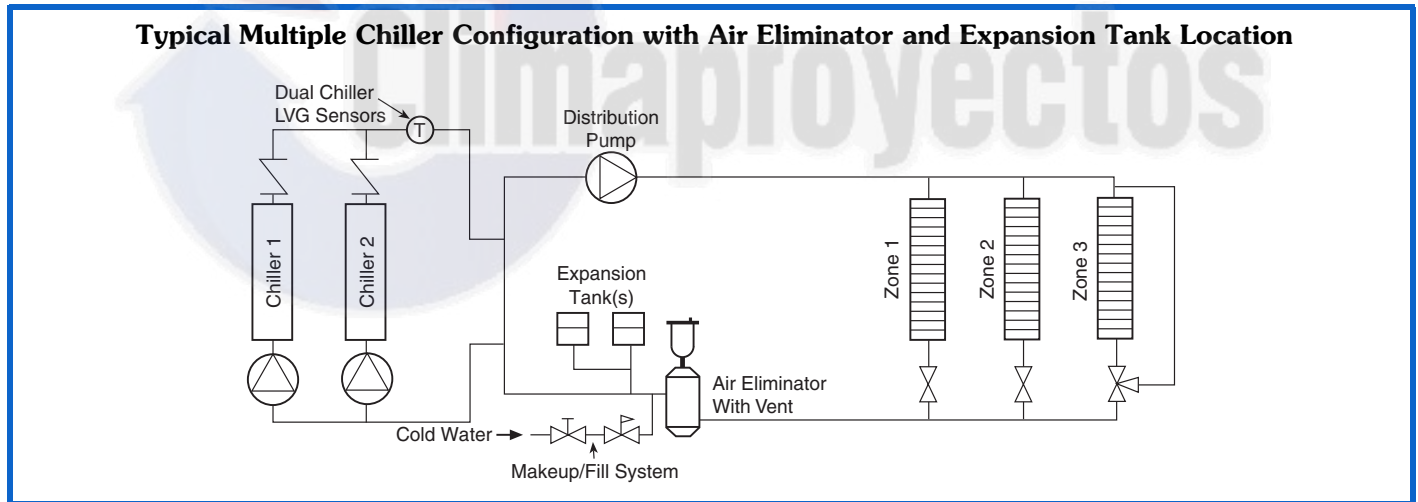 Typical Multiple Chiller Configuration with Air Eliminator and Expansion Tank Location
Climaproyectos
Dual Chiller
LVG Sensors
T
Distribution
Pump
Chiller 1
Chiller 2
Zone 1
Zone 2
Zone 3
Expansion
Tank(s)
Air Eliminator
With Vent
Cold Water
Makeup/Fill System